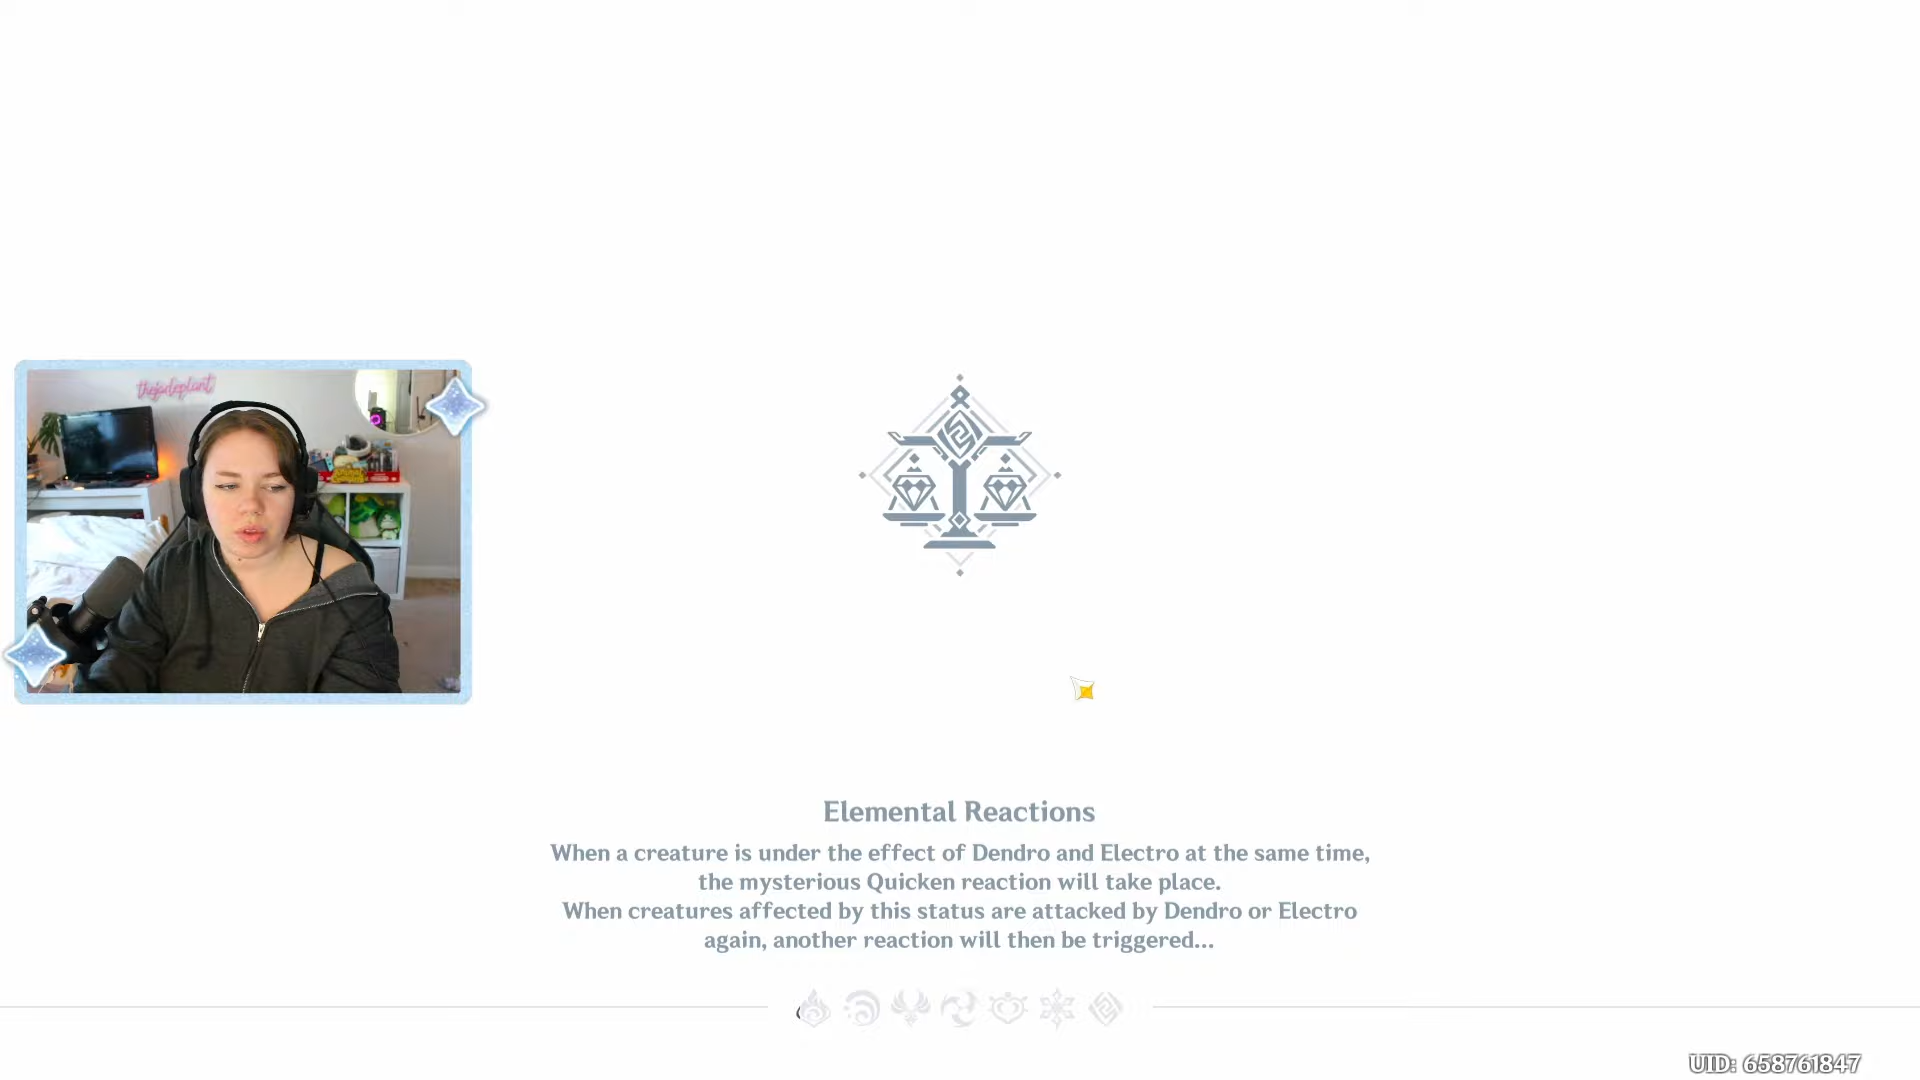 thejadeplant
Elemental Reactions
When a creature is under the effect of Dendro and Electro at the same time,
the mysterious Quicken reaction will take place.
When creatures affected by this status are attacked by Dendro or Electro
again, another reaction will then be triggered...
UID: 658761847